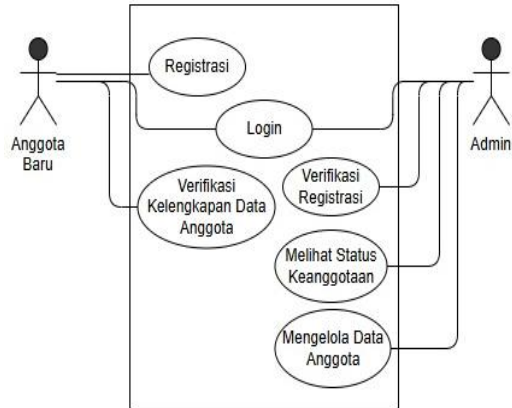 Registrasi
Anggota
Baru
Login
Admin
Verifikasi
Registrasi
Verifikasi
Kelengkapan Data
Anggota
Melihat Status
Keanggotaan
Mengelola Data
Anggota